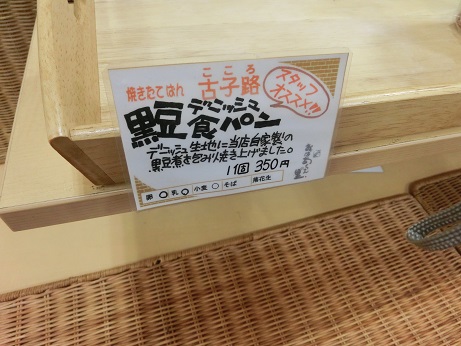 こころ
焼きたてぱん 古子路
スタッフ
オススメ!!
黒豆デニッシュ
食パン
デニッシュ生地に当店自家製の
黒豆煮を包み焼き上げました。
1個 350円
卵 ○ 乳 ○ 小麦 ○ そば 落花生